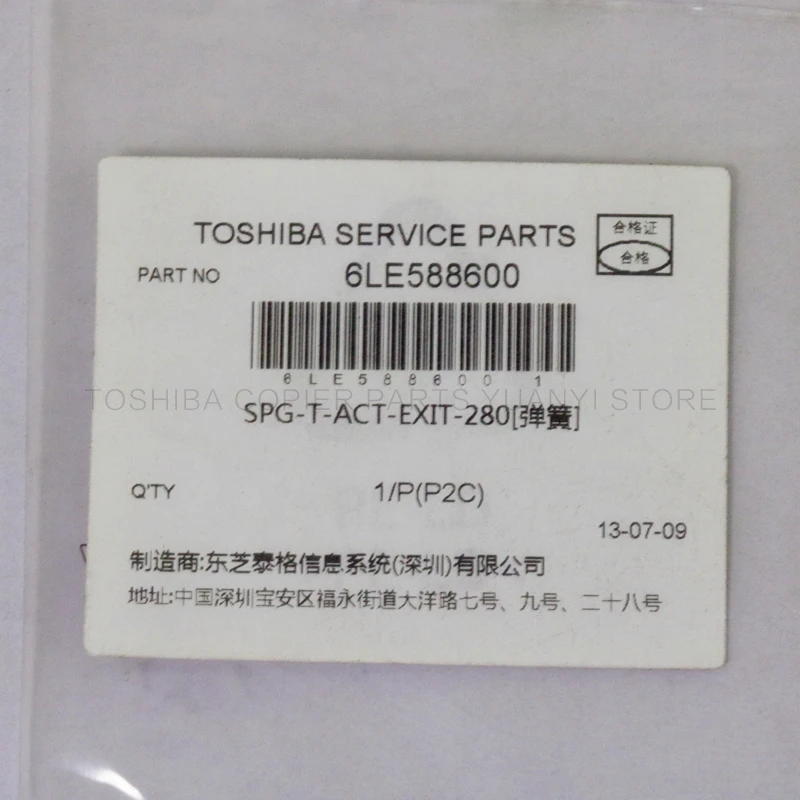 TOSHIBA SERVICE PARTS
合格证
合格
PART NO 6LE588600
6LE588600 1
TOSHIBA COPIER PARTS YUANYI STORE
SPG-T-ACT-EXIT-280[弹簧]
Q'TY 1/P(P2C)
13-07-09
制造商:东芝泰格信息系统(深圳)有限公司
地址:中国深圳宝安区福永街道大洋路七号、九号、二十八号